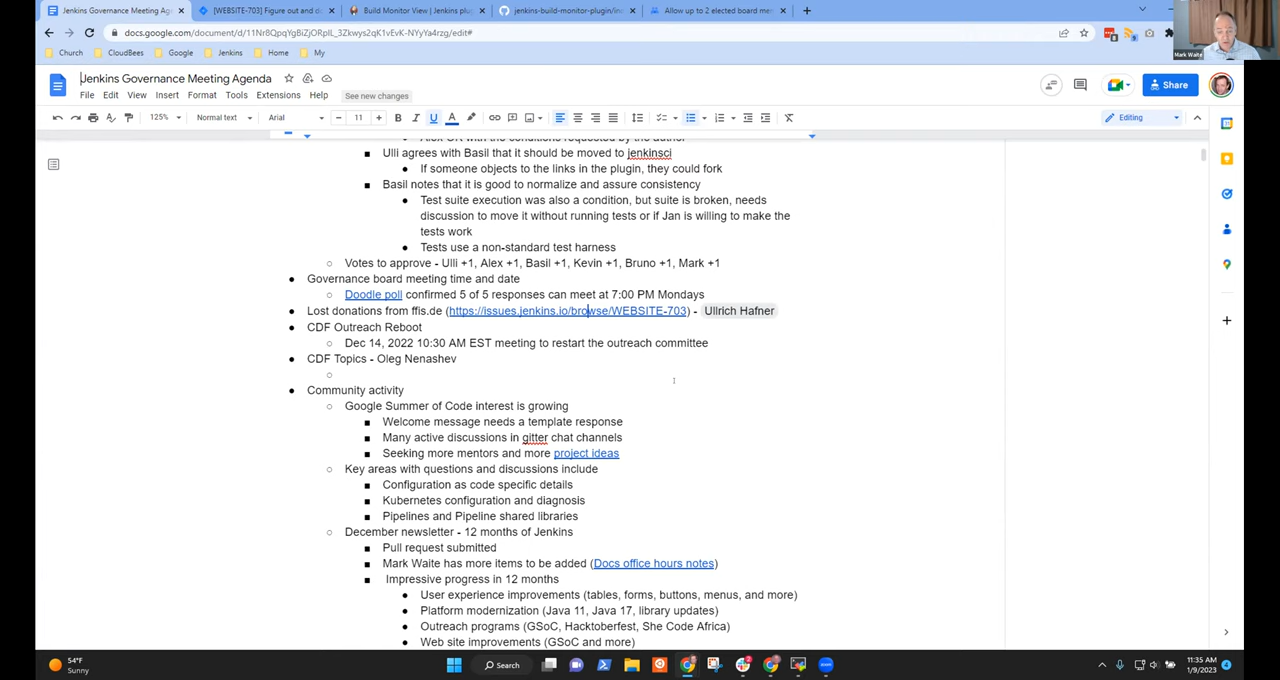 Jenkins Governance Meeting Age
[WEBSITE-703] Figure out and d
Build Monitor View | Jenkins plug
jenkins-build-monitor-plugin/inc
Allow up to 2 elected board mem
docs.google.com/document/d/11Nr8QpqYgBiZjORpIL_3Zkwys2qK1vEvK-NYyYa4rzg/edit#
Church
CloudBees
Google
Jenkins
Home
My
Mark Waite
Jenkins Governance Meeting Agenda
File Edit View Insert Format Tools Extensions Help
See new changes
Share
125%
Normal text
Arial
11
Editing
Ulli agrees with Basil that it should be moved to jenkinsci
If someone objects to the links in the plugin, they could fork
Basil notes that it is good to normalize and assure consistency
Test suite execution was also a condition, but suite is broken, needs
discussion to move it without running tests or if Jan is willing to make the
tests work
Tests use a non-standard test harness
Votes to approve - Ulli +1, Alex +1, Basil +1, Kevin +1, Bruno +1, Mark +1
Governance board meeting time and date
Doodle poll confirmed 5 of 5 responses can meet at 7:00 PM Mondays
Lost donations from ffis.de (https://issues.jenkins.io/browse/WEBSITE-703) - Ullrich Hafner
CDF Outreach Reboot
Dec 14, 2022 10:30 AM EST meeting to restart the outreach committee
CDF Topics - Oleg Nenashev
Community activity
Google Summer of Code interest is growing
Welcome message needs a template response
Many active discussions in gitter chat channels
Seeking more mentors and more project ideas
Key areas with questions and discussions include
Configuration as code specific details
Kubernetes configuration and diagnosis
Pipelines and Pipeline shared libraries
December newsletter - 12 months of Jenkins
Pull request submitted
Mark Waite has more items to be added (Docs office hours notes)
Impressive progress in 12 months
User experience improvements (tables, forms, buttons, menus, and more)
Platform modernization (Java 11, Java 17, library updates)
Outreach programs (GSoC, Hacktoberfest, She Code Africa)
Web site improvements (GSoC and more)
54°F
Sunny
Search
11:35 AM
1/9/2023